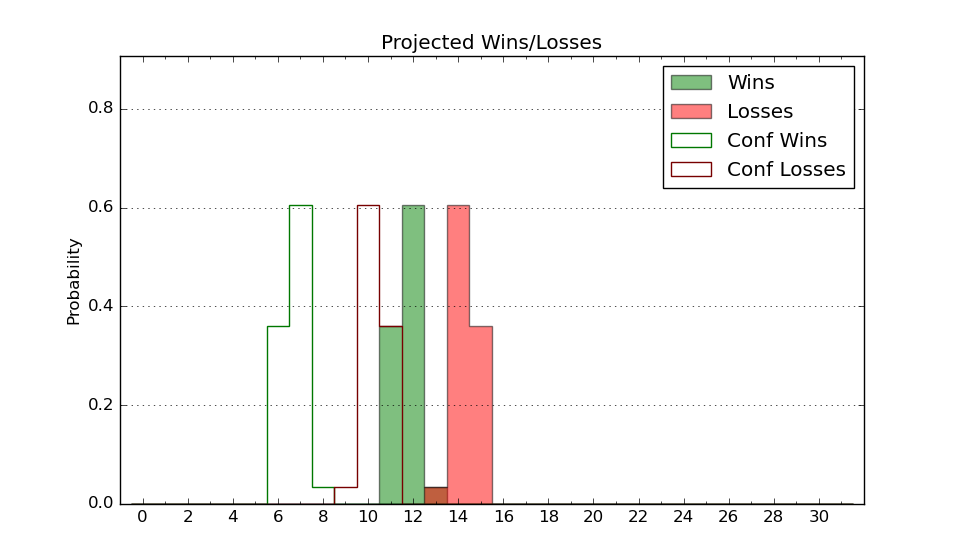 Projected Wins/Losses
Wins
Losses
Conf Wins
Conf Losses
Probability
0.8
0.6
0.4
0.2
0.0
0 2 4 6 8 10 12 14 16 18 20 22 24 26 28 30